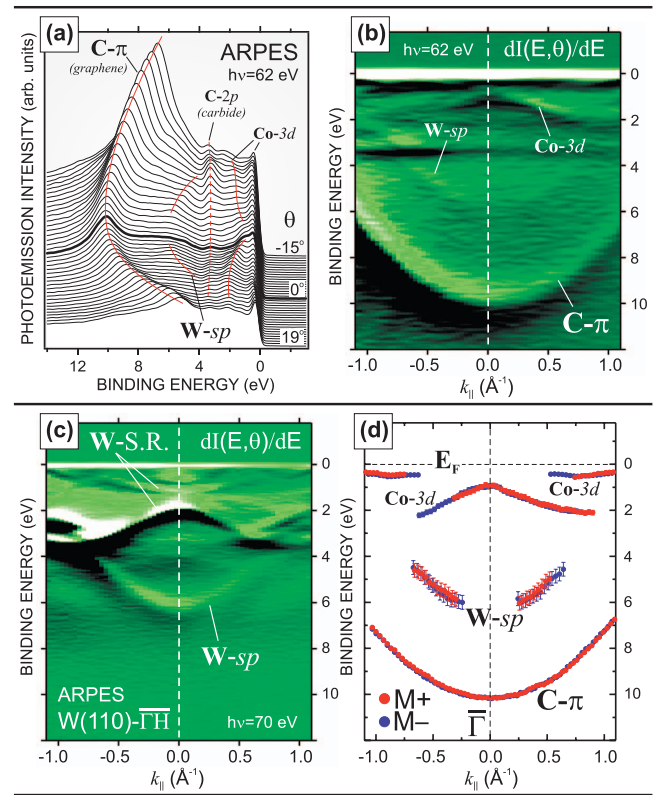 (a)
C-π
(graphene)
ARPES
hν=62 eV
C-2p
(carbide)
Co-3d
θ
-15°
0°
19°
W-sp
PHOTOEMISSION INTENSITY (arb. units)
12 8 4 0
BINDING ENERGY (eV)
(b)
hν=62 eV
dI(E,θ)/dE
W-sp
Co-3d
C-π
BINDING ENERGY (eV)
0
2
4
6
8
10
-1.0 -0.5 0.0 0.5 1.0
k|| (Å-1)
(c)
W-S.R.
dI(E,θ)/dE
W-sp
ARPES
W(110)-Γ̅H̅
hν=70 eV
BINDING ENERGY (eV)
0
2
4
6
8
10
-1.0 -0.5 0.0 0.5 1.0
k|| (Å-1)
(d)
EF
Co-3d
Co-3d
W-sp
C-π
M+
M−
Γ̅
BINDING ENERGY (eV)
0
2
4
6
8
10
-1.0 -0.5 0.0 0.5 1.0
k|| (Å-1)